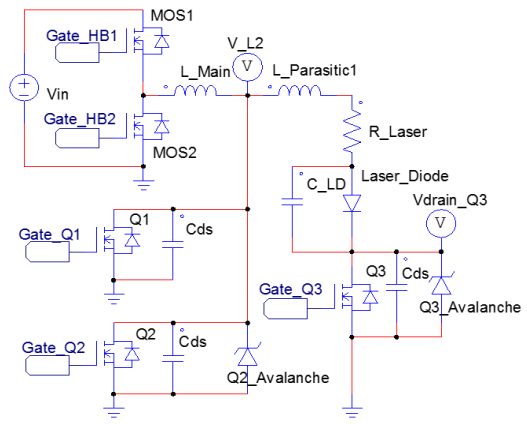 MOS1
Gate_HB1
V_L2
V
L_Main
L_Parasitic1
Vin
Gate_HB2
R_Laser
MOS2
Laser_Diode
C_LD
Vdrain_Q3
V
Q1
Gate_Q1
Cds
Q3
Cds
Gate_Q3
Q3_Avalanche
Q2
Gate_Q2
Cds
Q2_Avalanche